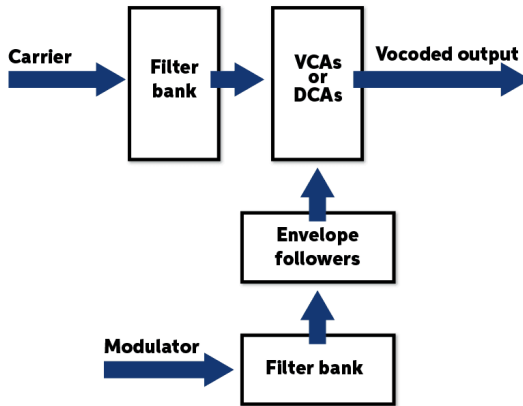 Carrier
Filter
bank
VCAs
or
DCAs
Vocoded output
Envelope
followers
Modulator
Filter bank